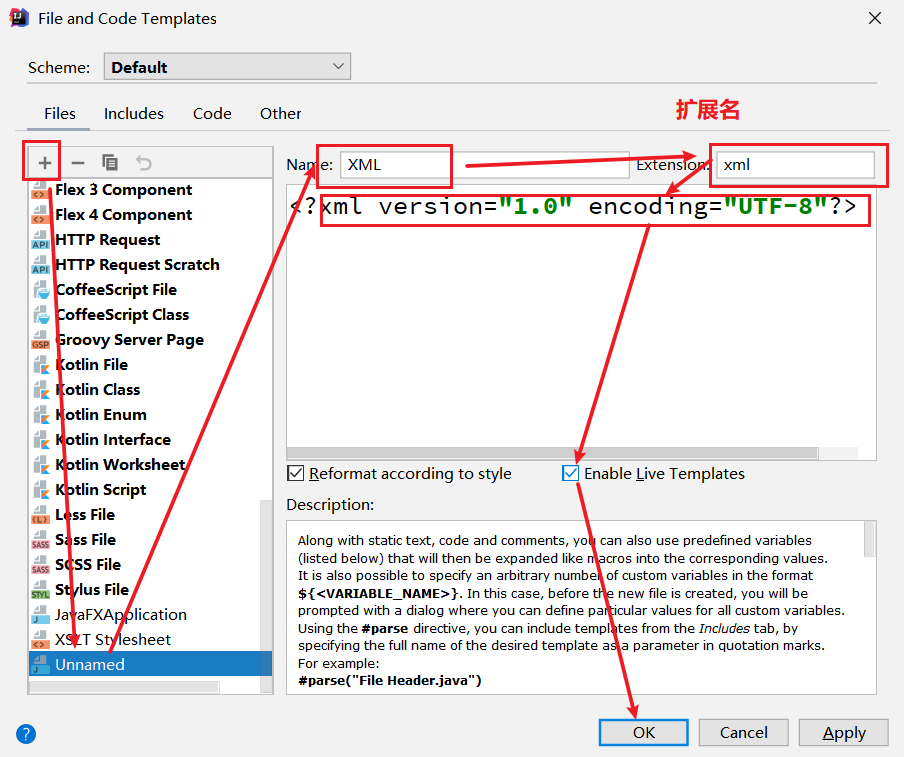 File and Code Templates
Scheme: Default
Files Includes Code Other
扩展名
Name: XML Extension: xml
<?xml version="1.0" encoding="UTF-8"?>
Flex 3 Component
Flex 4 Component
HTTP Request
HTTP Request Scratch
CoffeeScript File
CoffeeScript Class
Groovy Server Page
Kotlin File
Kotlin Class
Kotlin Enum
Kotlin Interface
Kotlin Worksheet
Kotlin Script
Less File
Sass File
SCSS File
Stylus File
JavaFXApplication
XSLT Stylesheet
Unnamed
Reformat according to style Enable Live Templates
Description:
Along with static text, code and comments, you can also use predefined variables
(listed below) that will then be expanded like macros into the corresponding values.
It is also possible to specify an arbitrary number of custom variables in the format
${<VARIABLE_NAME>}. In this case, before the new file is created, you will be
prompted with a dialog where you can define particular values for all custom variables.
Using the #parse directive, you can include templates from the Includes tab, by
specifying the full name of the desired template as a parameter in quotation marks.
For example:
#parse("File Header.java")
? OK Cancel Apply